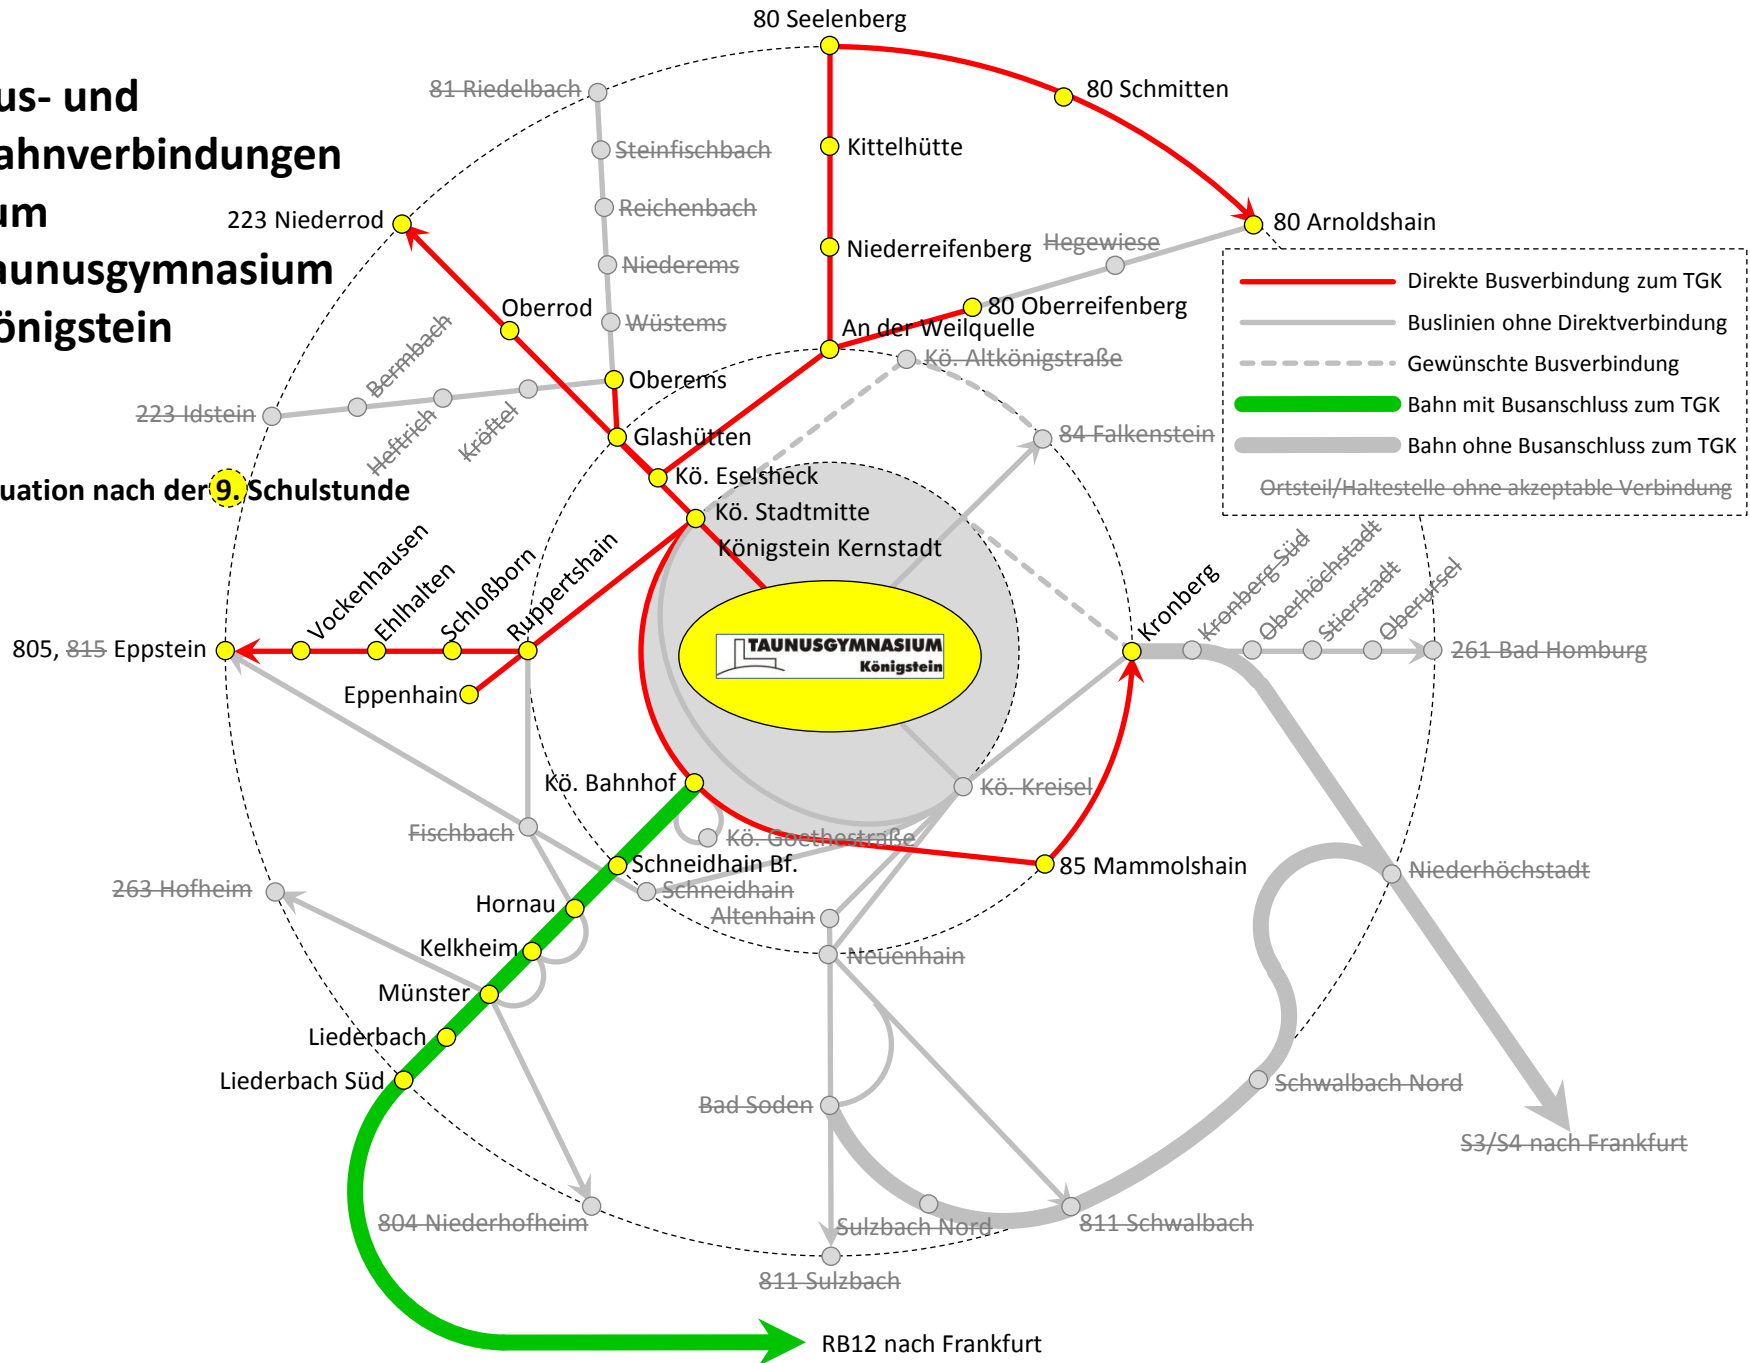 80 Seelenberg
us- und
ahnverbindungen
um
aunusgymnasium
önigstein
81 Riedelbach
80 Schmitten
Steinfischbach
Kittelhütte
Reichenbach
223 Niederrod
80 Arnoldshain
Niederems
Niederreifenberg
Hegewiese
Oberrod
Wüstems
80 Oberreifenberg
An der Weilquelle
Kö. Altkönigstraße
Direkte Busverbindung zum TGK
Buslinien ohne Direktverbindung
Gewünschte Busverbindung
Bahn mit Busanschluss zum TGK
Bahn ohne Busanschluss zum TGK
Ortsteil/Haltestelle ohne akzeptable Verbindung
Bermbach
Oberems
223 Idstein
Heftrich
Kröftel
Glashütten
84 Falkenstein
Kö. Eselsheck
uation nach der 9. Schulstunde
Kö. Stadtmitte
Königstein Kernstadt
Vockenhausen
Ehlhalten
Schloßborn
Ruppertshain
Kronberg
Kronberg Süd
Oberhöchstadt
Stierstadt
Oberursel
805, 815 Eppstein
261 Bad Homburg
TAUNUSGYMNASIUM
Königstein
Eppenhain
Kö. Bahnhof
Kö. Kreisel
Fischbach
Kö. Goethestraße
Schneidhain Bf.
85 Mammolshain
Niederhöchstadt
263 Hofheim
Schneidhain
Hornau
Altenhain
Kelkheim
Neuenhain
Münster
Liederbach
Liederbach Süd
Schwalbach Nord
Bad Soden
S3/S4 nach Frankfurt
804 Niederhofheim
Sulzbach Nord
811 Schwalbach
811 Sulzbach
RB12 nach Frankfurt